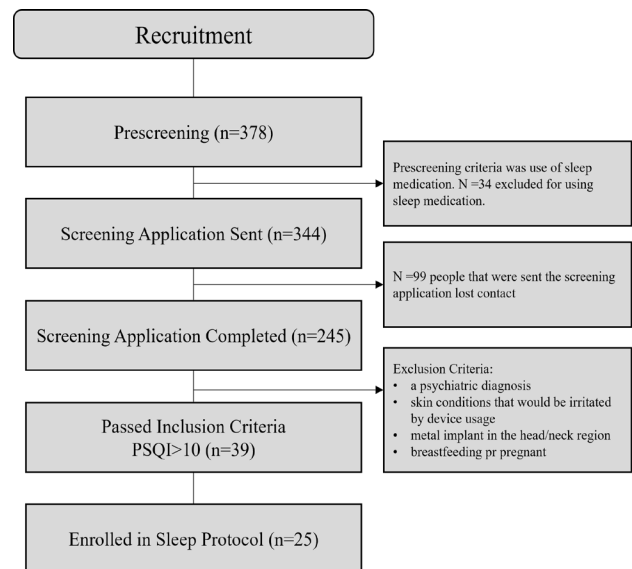 Recruitment
Prescreening (n=378)
Prescreening criteria was use of sleep
medication. N =34 excluded for using
sleep medication.
Screening Application Sent (n=344)
N =99 people that were sent the screening
application lost contact
Screening Application Completed (n=245)
Exclusion Criteria:
• a psychiatric diagnosis
• skin conditions that would be irritated
by device usage
• metal implant in the head/neck region
• breastfeeding pr pregnant
Passed Inclusion Criteria
PSQI>10 (n=39)
Enrolled in Sleep Protocol (n=25)